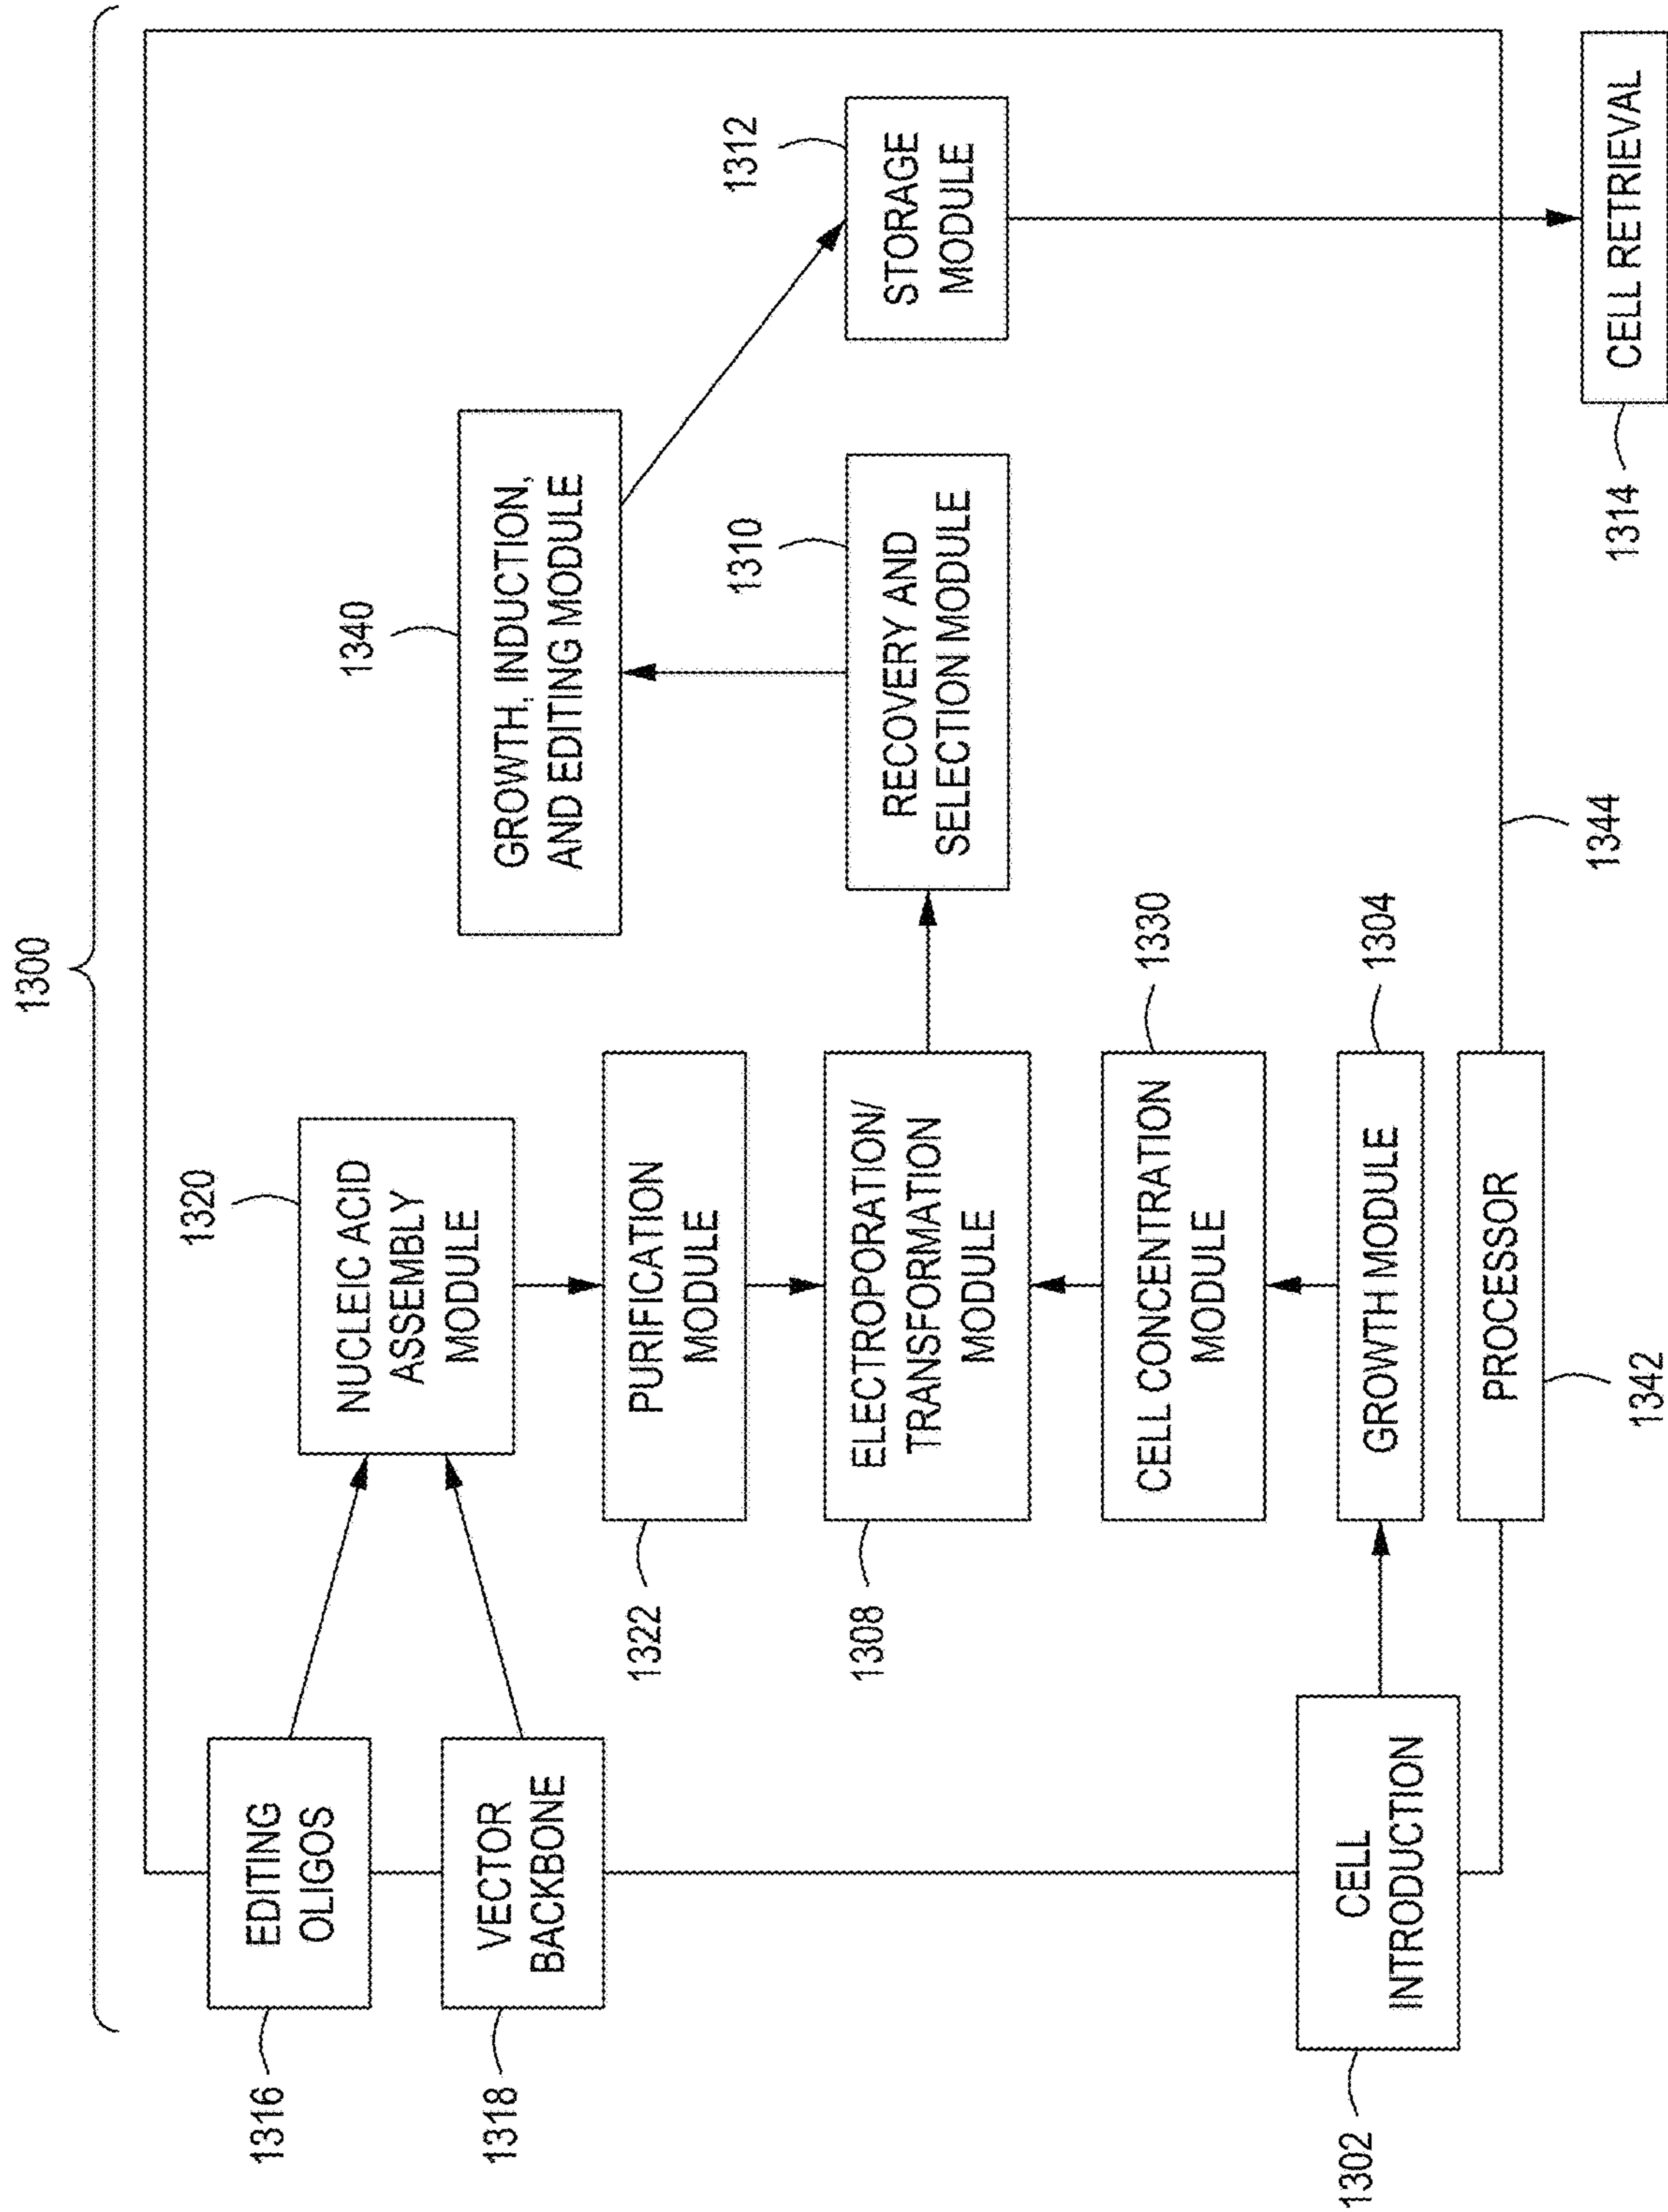 1300
1316
EDITING
OLIGOS
1318
VECTOR
BACKBONE
1320
NUCLEIC ACID
ASSEMBLY
MODULE
1322
PURIFICATION
MODULE
1308
ELECTROPORATION/
TRANSFORMATION
MODULE
CELL CONCENTRATION
MODULE
1330
1302
CELL
INTRODUCTION
GROWTH MODULE
1304
PROCESSOR
1342
1344
1340
GROWTH, INDUCTION,
AND EDITING MODULE
1310
RECOVERY AND
SELECTION MODULE
1312
STORAGE
MODULE
CELL RETRIEVAL
1314